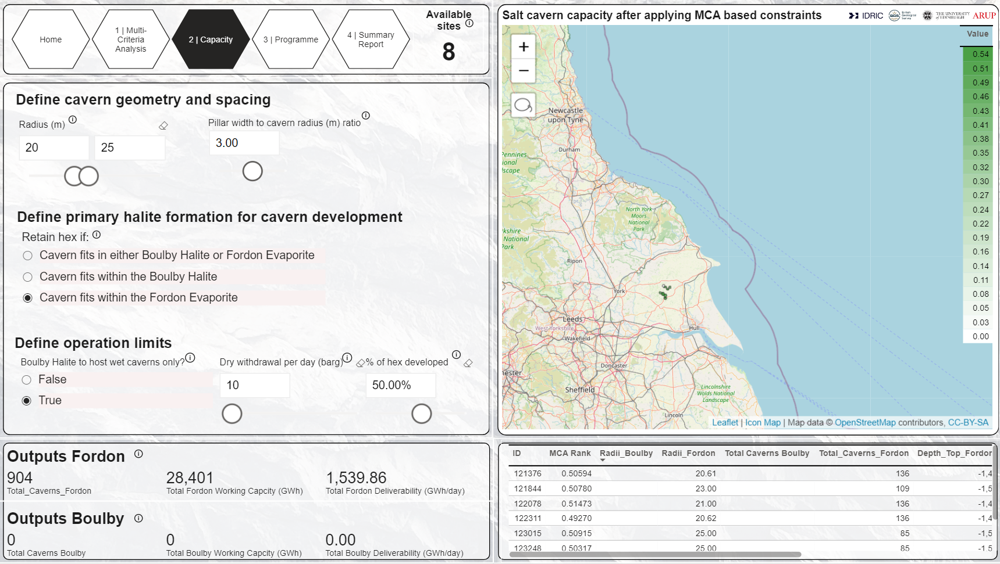 Home
1 | Multi-
Criteria
Analysis
2 | Capacity
3 | Programme
4 | Summary
Report
Available
sites
8
Define cavern geometry and spacing
Radius (m)
20
25
Pillar width to cavern radius (m) ratio
3.00
Define primary halite formation for cavern development
Retain hex if:
Cavern fits in either Boulby Halite or Fordon Evaporite
Cavern fits within the Boulby Halite
Cavern fits within the Fordon Evaporite
Define operation limits
Boulby Halite to host wet caverns only?
False
True
Dry withdrawal per day (barg)
10
% of hex developed
50.00%
Outputs Fordon
904
Total_Caverns_Fordon
28,401
Total Fordon Working Capcity (GWh)
1,539.86
Total Fordon Deliverability (GWh/day)
Outputs Boulby
0
Total Caverns Boulby
0
Total Boulby Working Capcity (GWh)
0.00
Total Boulby Deliverability (GWh/day)
Salt cavern capacity after applying MCA based constraints
IDRIC
BGS
British
Geological
Survey
THE UNIVERSITY
of EDINBURGH
ARUP
+
−
Newcastle
upon Tyne
Durham
Pennines
ional
scape
North York
Moors
National
Park
kshire
National
Park
Ripon
York
Leeds
West Yorkshire
Wakefield
Hull
Doncaster
hester
Sheffield
Lincolnshire
Wolds National
Landscape
Lincoln
Value
0.54
0.51
0.49
0.46
0.43
0.41
0.38
0.35
0.32
0.30
0.27
0.24
0.22
0.19
0.16
0.14
0.11
0.08
0.05
0.03
0.00
Leaflet | Icon Map | Map data © OpenStreetMap contributors, CC-BY-SA
ID MCA Rank Radii_Boulby Radii_Fordon Total Caverns Boulby Total_Caverns_Fordon Depth_Top_Fordor
121376 0.50594 20.61 136 -1,4
121844 0.50780 23.00 109 -1,5
122078 0.51473 21.00 136 -1,4
122311 0.49270 20.62 136 -1,4
123015 0.50915 25.00 85 -1,5
123248 0.50317 25.00 85 -1,5